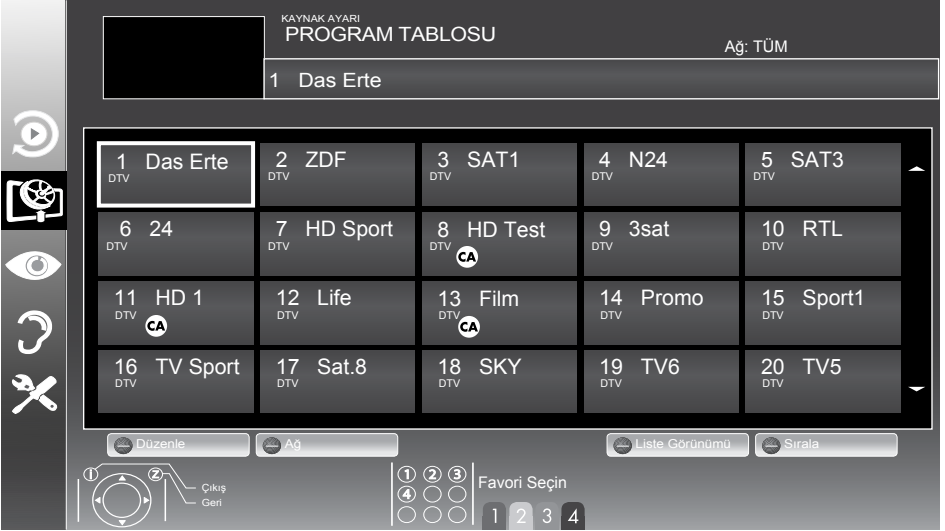 KAYNAK AYARI
PROGRAM TABLOSU
Ağ: TÜM
1 Das Erte
1 Das Erte 2 ZDF 3 SAT1 4 N24 5 SAT3
DTV DTV DTV DTV DTV
6 24 7 HD Sport 8 HD Test 9 3sat 10 RTL
DTV DTV DTV DTV DTV
CA
11 HD 1 12 Life 13 Film 14 Promo 15 Sport1
DTV DTV DTV DTV DTV
CA CA
16 TV Sport 17 Sat.8 18 SKY 19 TV6 20 TV5
DTV DTV DTV DTV DTV
Düzenle Ağ Liste Görünümü Sırala
i Z 1 2 3
Çıkış 4 Favori Seçin
Geri
1 2 3 4